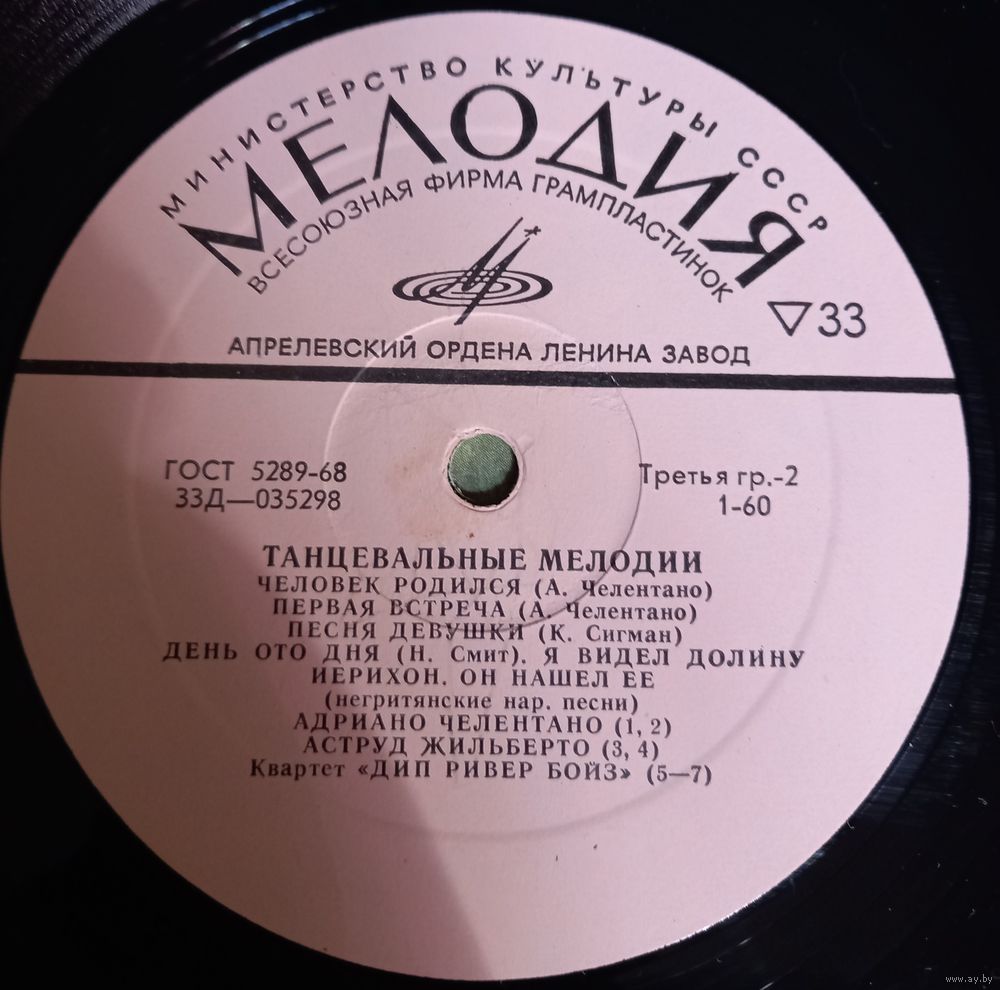 МИНИСТЕРСТВО КУЛЬТУРЫ СССР
МЕЛОДИЯ
ВСЕСОЮЗНАЯ ФИРМА ГРАМПЛАСТИНОК
▽33
АПРЕЛЕВСКИЙ ОРДЕНА ЛЕНИНА ЗАВОД
ГОСТ 5289-68
33Д—035298
Третья гр.-2
1-60
ТАНЦЕВАЛЬНЫЕ МЕЛОДИИ
ЧЕЛОВЕК РОДИЛСЯ (А. Челентано)
ПЕРВАЯ ВСТРЕЧА (А. Челентано)
ПЕСНЯ ДЕВУШКИ (К. Сигман)
ДЕНЬ ОТО ДНЯ (Н. Смит). Я ВИДЕЛ ДОЛИНУ
ИЕРИХОН. ОН НАШЕЛ ЕЕ
(негритянские нар. песни)
АДРИАНО ЧЕЛЕНТАНО (1, 2)
АСТРУД ЖИЛЬБЕРТО (3, 4)
Квартет «ДИП РИВЕР БОЙЗ» (5—7)
www.ay.by